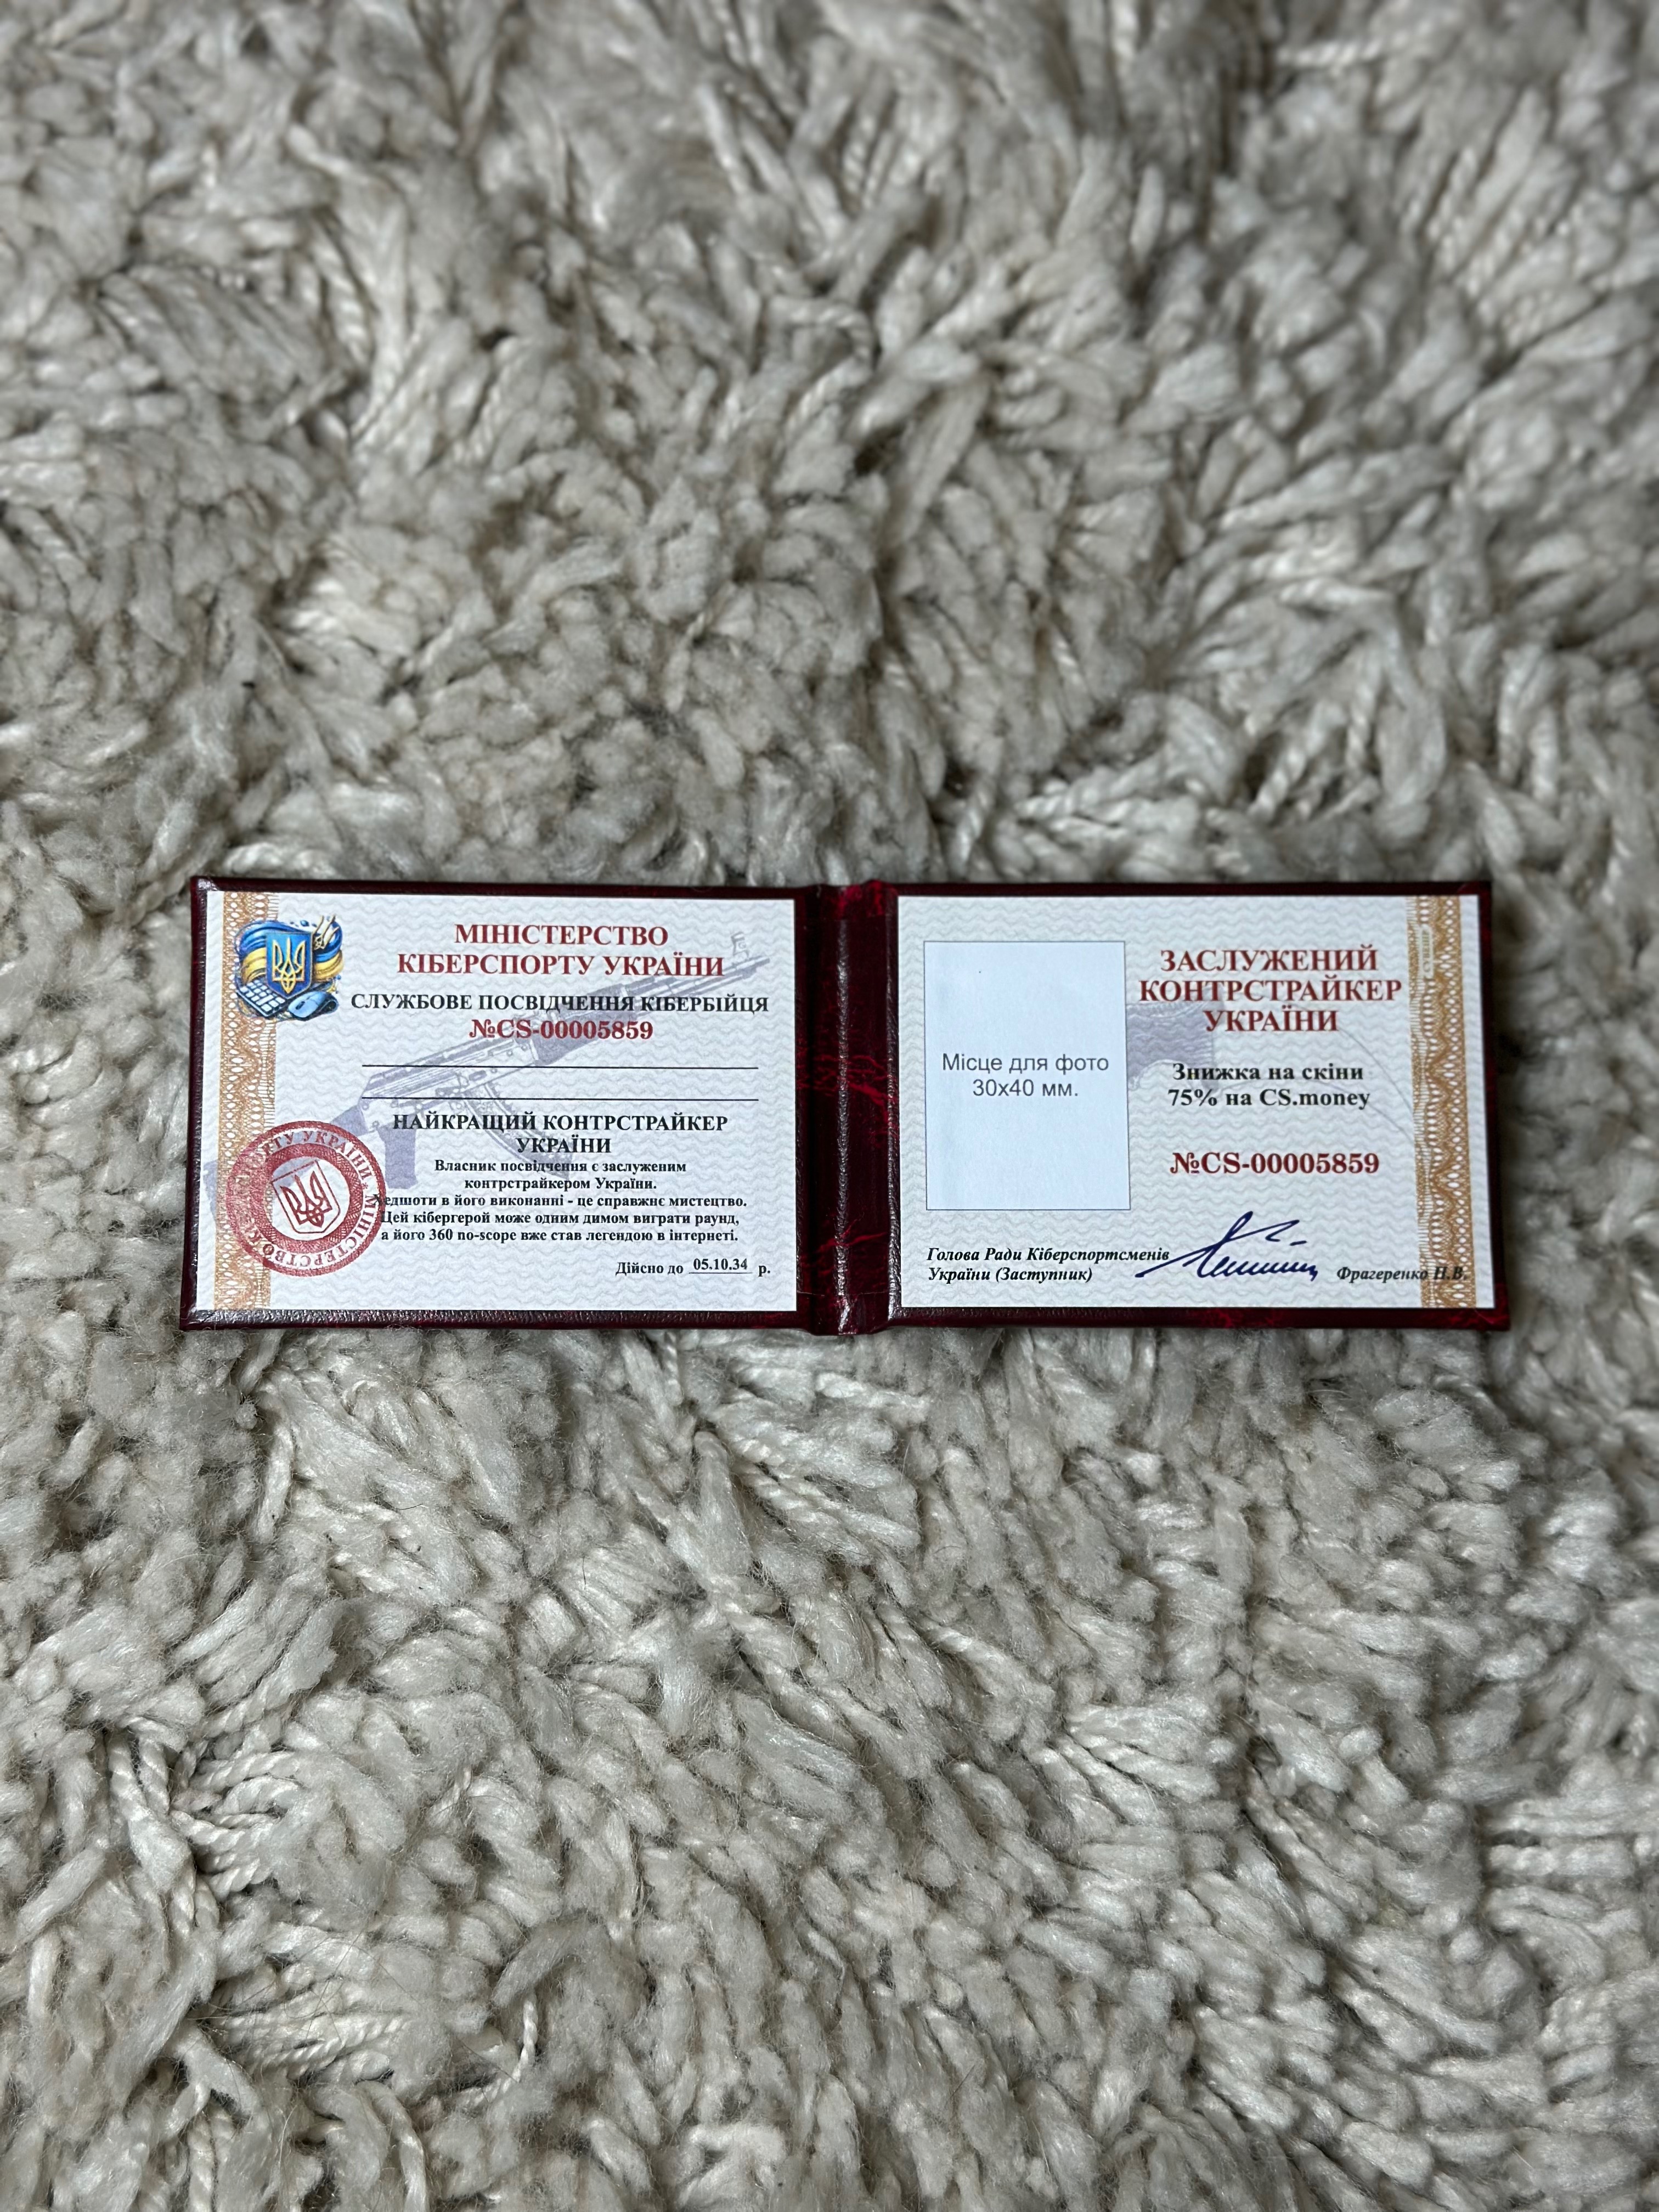 МІНІСТЕРСТВО
КІБЕРСПОРТУ УКРАЇНИ
СЛУЖБОВЕ ПОСВІДЧЕННЯ КІБЕРБІЙЦЯ
№CS-00005859
НАЙКРАЩИЙ КОНТРСТРАЙКЕР
УКРАЇНИ
Власник посвідчення є заслуженим
контрстрайкером України.
Хедшоти в його виконанні - це справжнє мистецтво.
Цей кібергерой може одним димом виграти раунд,
а його 360 no-scope вже став легендою в інтернеті.
Дійсно до 05.10.34 р.
УКРАЇНИ * МІНІСТЕРСТВО
Місце для фото
30х40 мм.
ЗАСЛУЖЕНИЙ
КОНТРСТРАЙКЕР
УКРАЇНИ
Знижка на скіни
75% на CS.money
№CS-00005859
Голова Ради Кіберспортсменів
України (Заступник)
Фрагеренко Н.В.